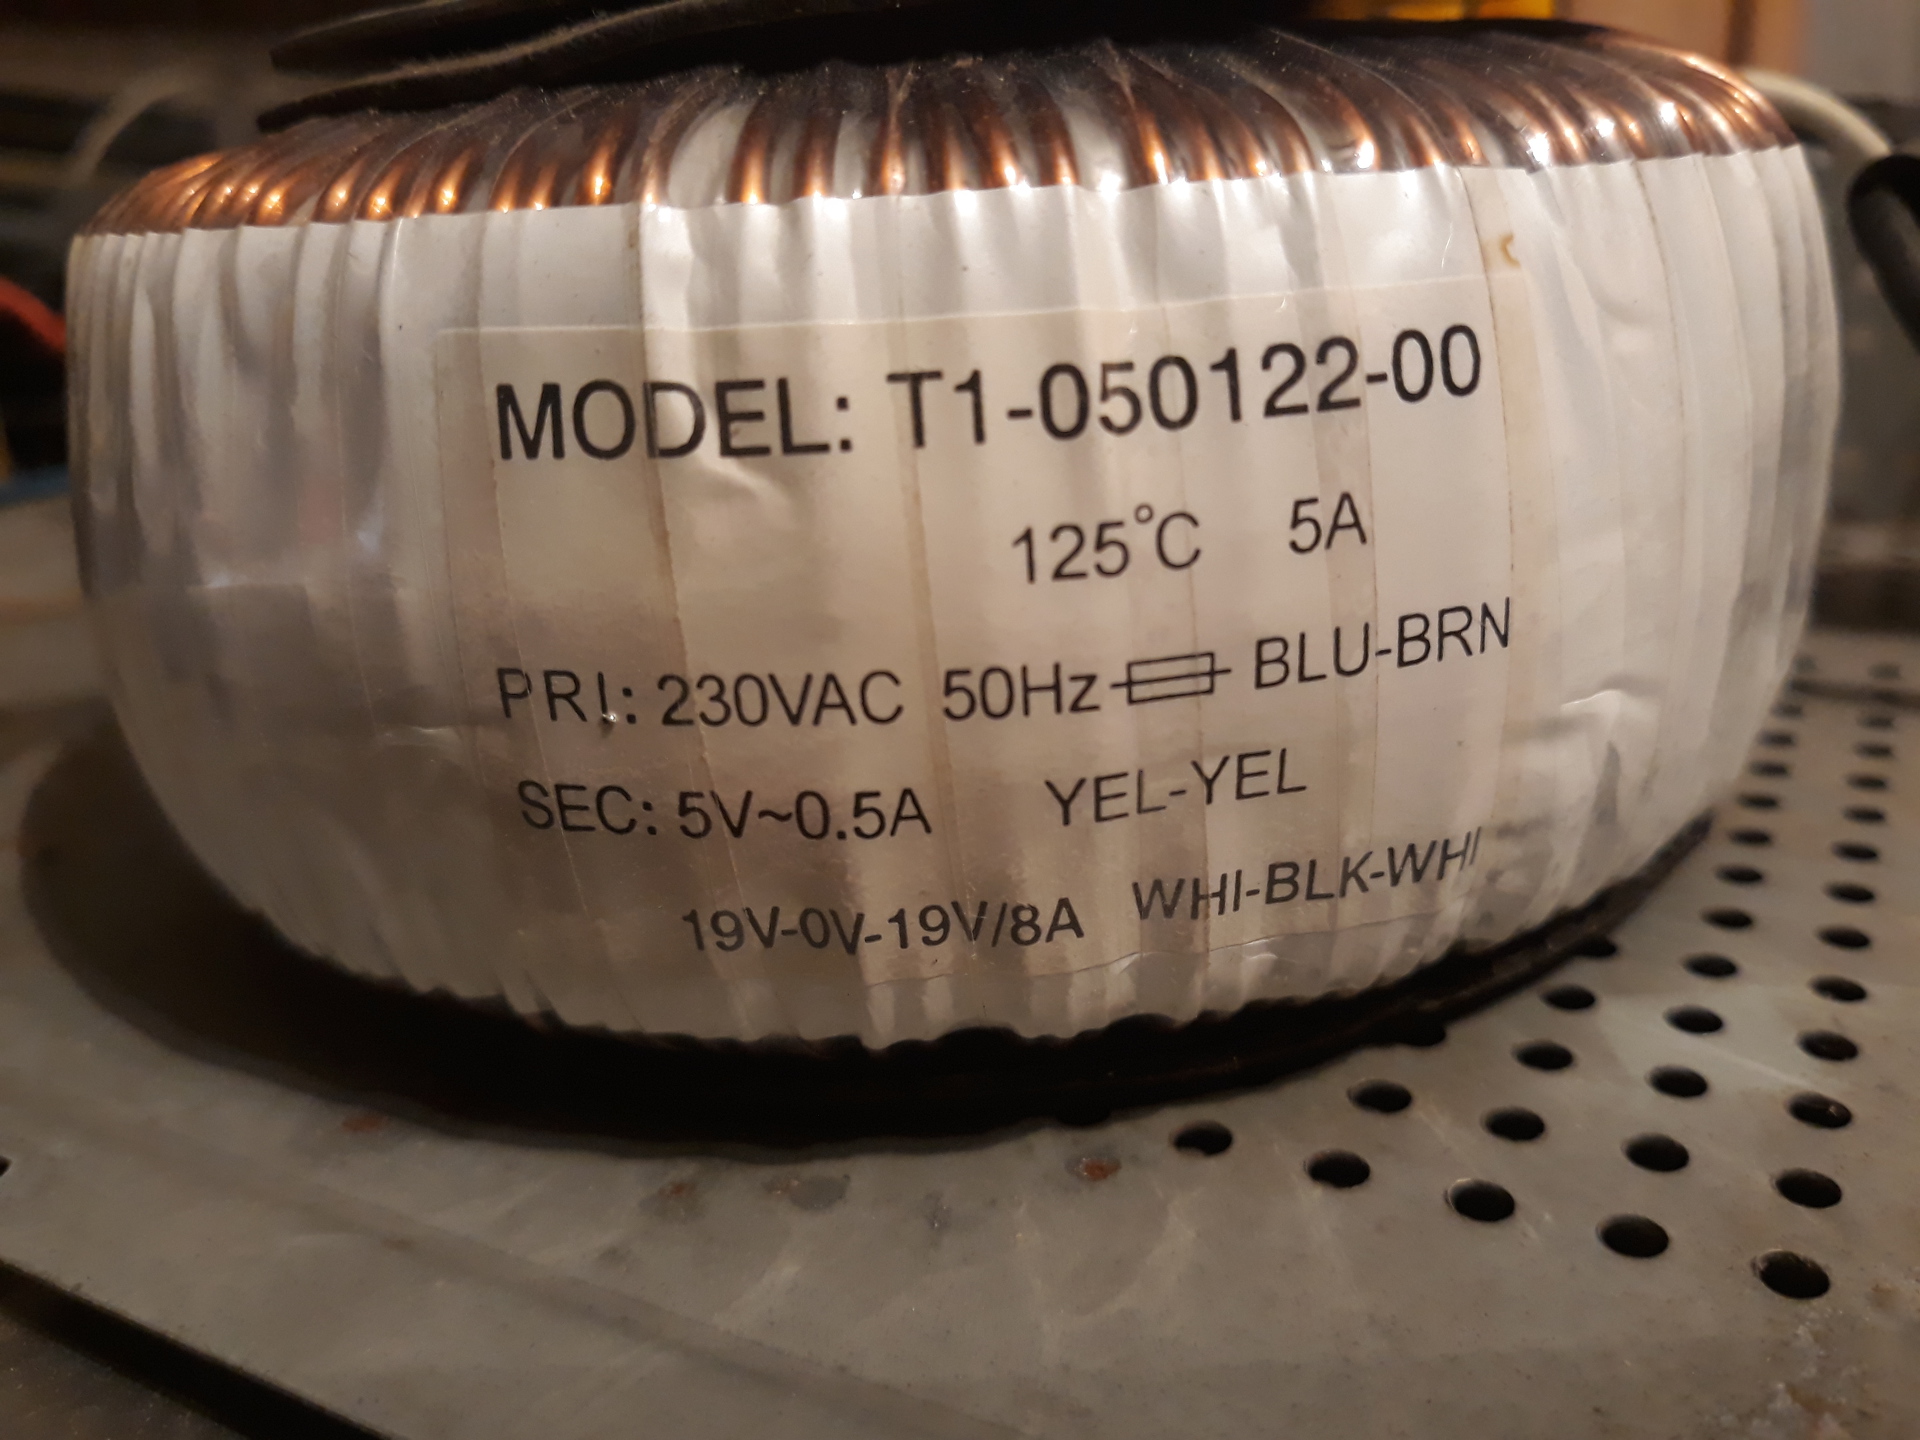 MODEL: T1-050122-00
125°C 5A
PRI: 230VAC 50Hz BLU-BRN
SEC: 5V~0.5A YEL-YEL
19V-0V-19V/8A WHI-BLK-WHI